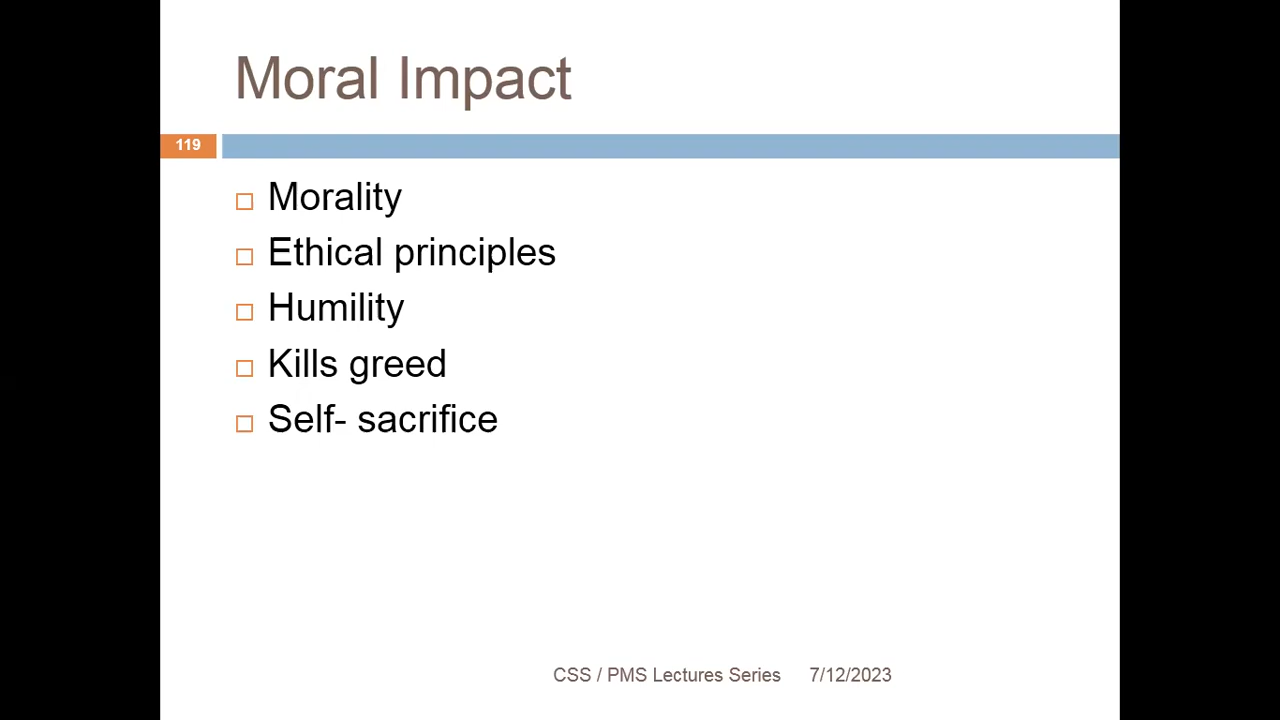 Moral Impact
119
Morality
Ethical principles
Humility
Kills greed
Self- sacrifice
CSS / PMS Lectures Series 7/12/2023